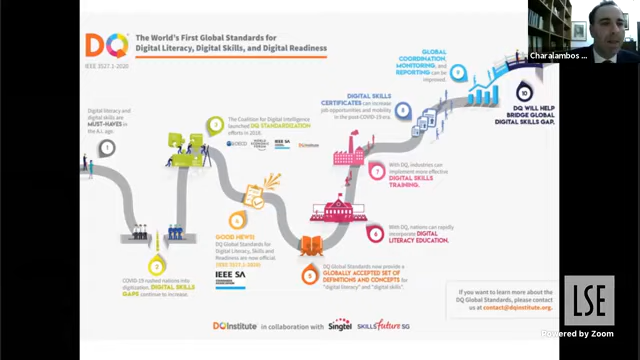 DQ
The World's First Global Standards for
Digital Literacy, Digital Skills, and Digital Readiness
IEEE 3527.1-2020
Digital literacy and
digital skills are
MUST-HAVES in
the A.I. age.
1
COVID-19 rushed nations into
digitization, DIGITAL SKILLS
GAPS continue to increase.
2
3
The Coalition for Digital Intelligence
launched DQ STANDARDIZATION
efforts in 2018.
OECD
IEEE SA
DQ Institute
4
GOOD NEWS!
DQ Global Standards for
Digital Literacy, Skills, and
Readiness are now official
(IEEE 3527.1-2020)
IEEE SA
5
DQ Global Standards now provide a
GLOBALLY ACCEPTED SET OF
DEFINITIONS AND CONCEPTS for
"digital literacy" and "digital skills".
6
With DQ, nations can rapidly
incorporate DIGITAL
LITERACY EDUCATION.
7
With DQ, industries can
implement more effective
DIGITAL SKILLS
TRAINING.
DIGITAL SKILLS
CERTIFICATES can increase
job opportunities and mobility
in the post-COVID-19 era.
8
GLOBAL
COORDINATION,
MONITORING, and
REPORTING can be
improved.
9
10
DQ WILL HELP
BRIDGE GLOBAL
DIGITAL SKILLS GAP.
If you want to learn more about the
DQ Global Standards, please contact
us at contact@dqinstitute.org.
DQ Institute in collaboration with Singtel SKILLS future SG
Charalambos ...
LSE
Powered by Zoom